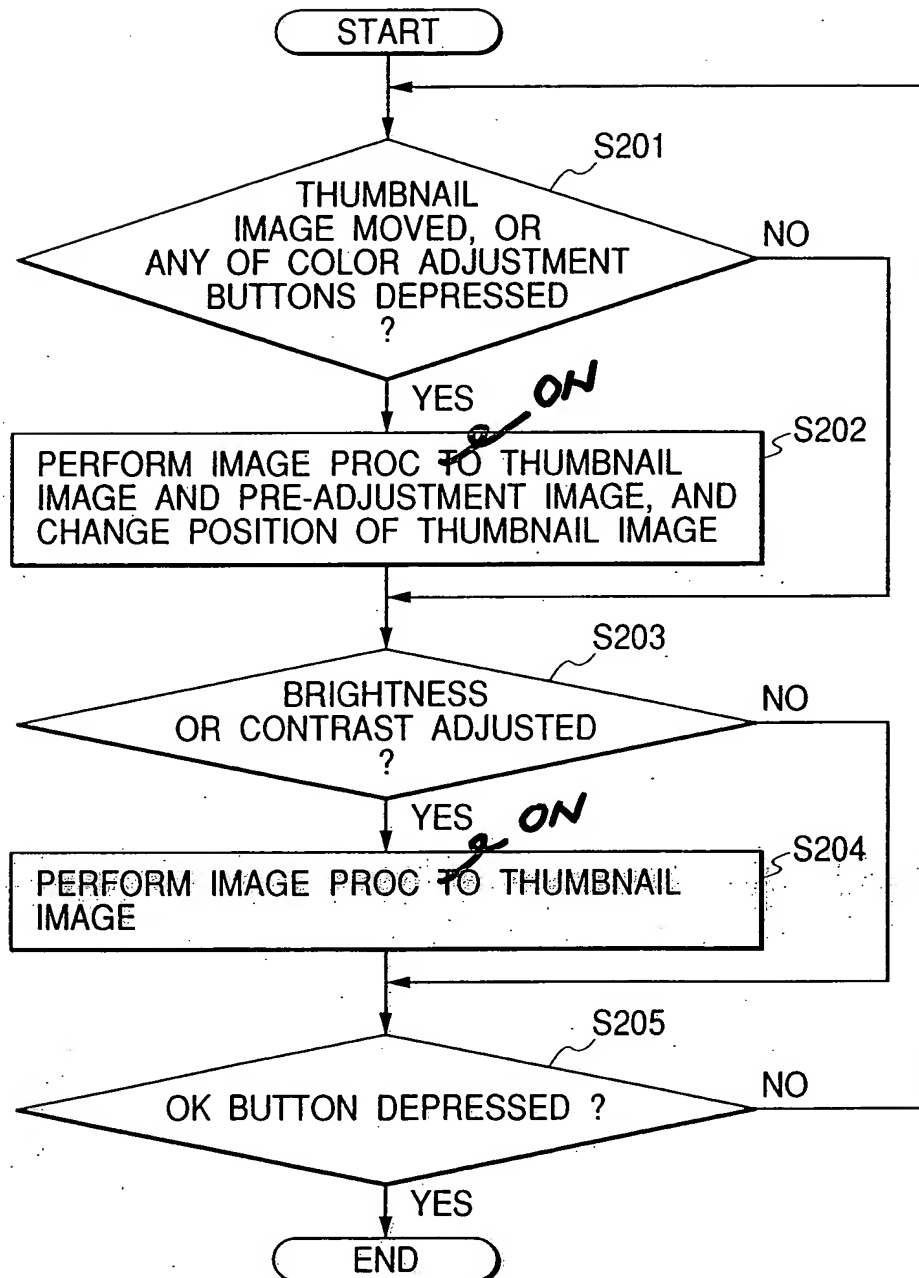 START
S201
THUMBNAIL
IMAGE MOVED, OR
ANY OF COLOR ADJUSTMENT
BUTTONS DEPRESSED
?
NO
YES
ON
S202
PERFORM IMAGE PROC TO THUMBNAIL
IMAGE AND PRE-ADJUSTMENT IMAGE, AND
CHANGE POSITION OF THUMBNAIL IMAGE
S203
BRIGHTNESS
OR CONTRAST ADJUSTED
?
NO
YES
ON
S204
PERFORM IMAGE PROC TO THUMBNAIL
IMAGE
S205
OK BUTTON DEPRESSED ?
NO
YES
END